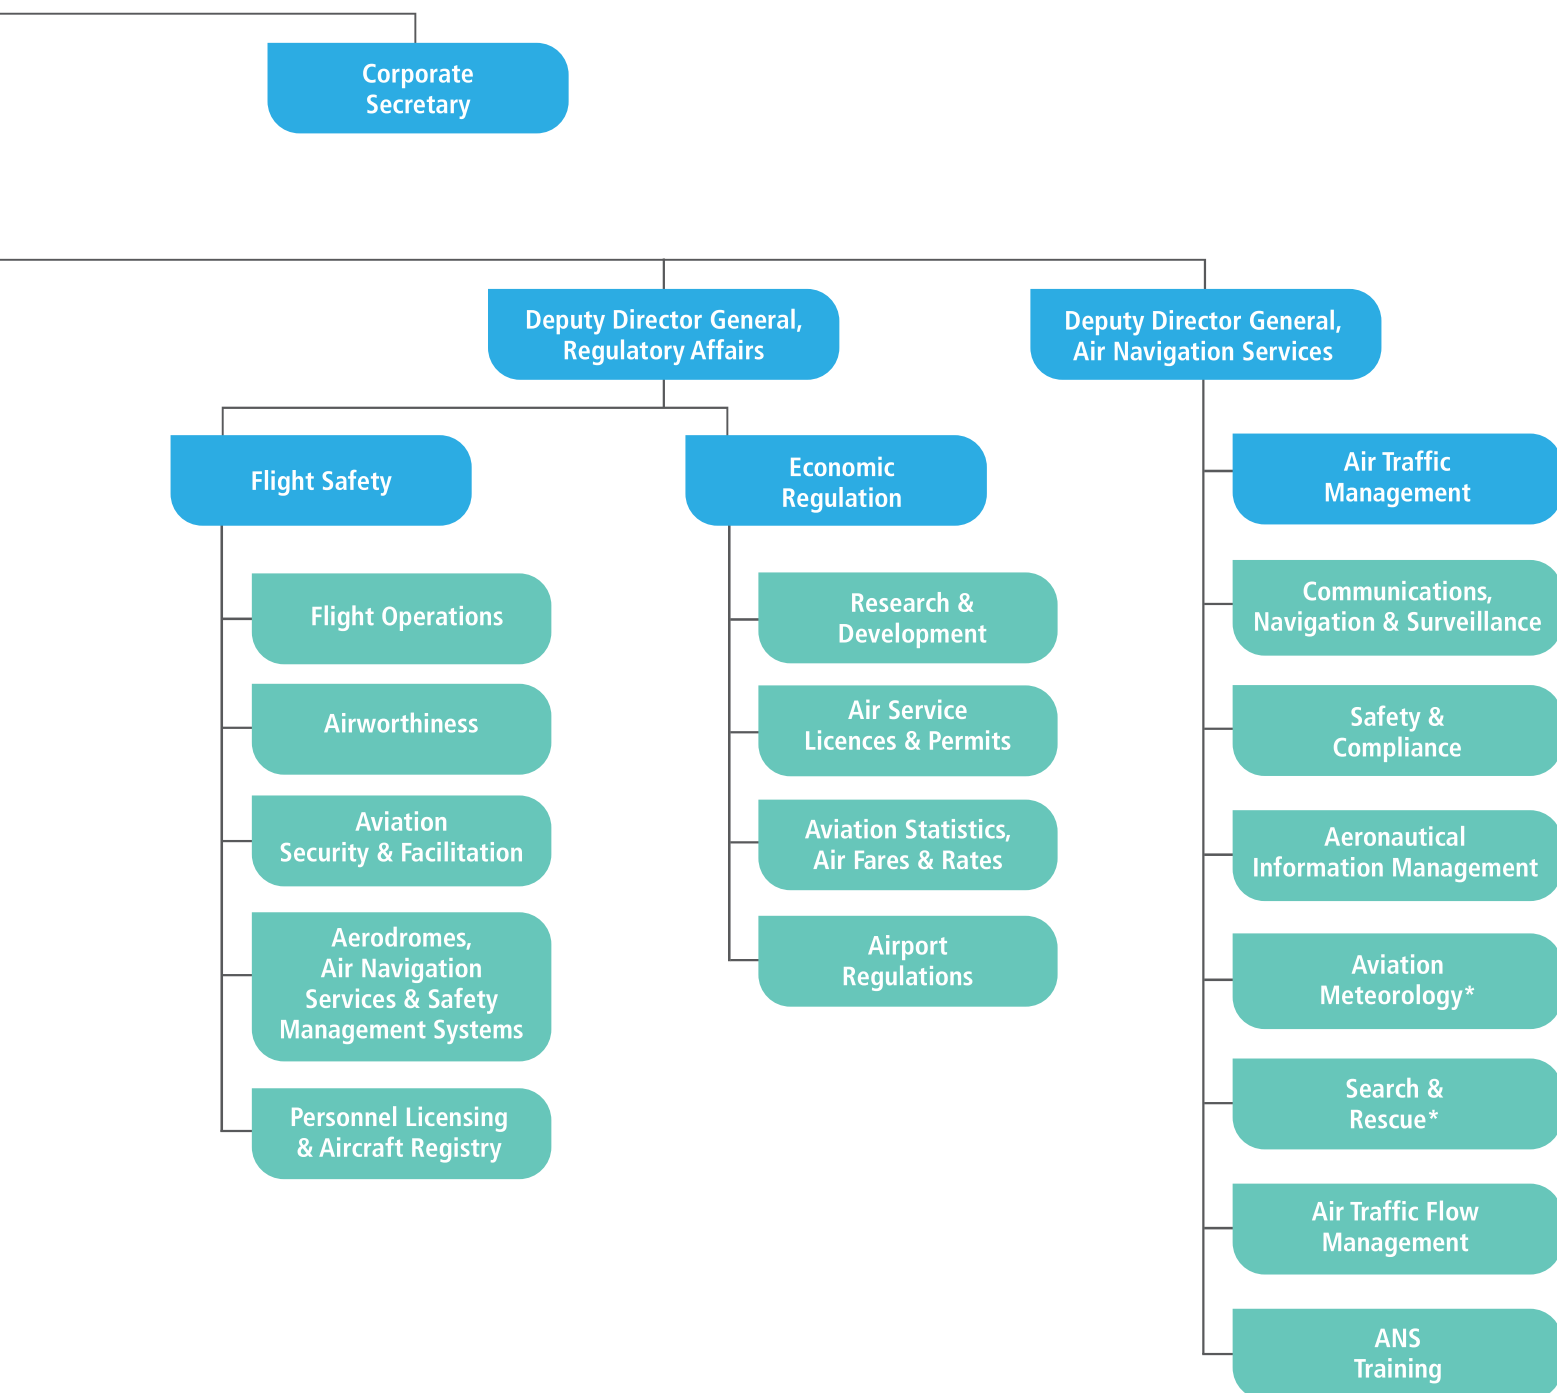 Corporate
Secretary
Deputy Director General,
Regulatory Affairs
Deputy Director General,
Air Navigation Services
Flight Safety
Economic
Regulation
Air Traffic
Management
Flight Operations
Airworthiness
Aviation
Security & Facilitation
Aerodromes,
Air Navigation
Services & Safety
Management Systems
Personnel Licensing
& Aircraft Registry
Research &
Development
Air Service
Licences & Permits
Aviation Statistics,
Air Fares & Rates
Airport
Regulations
Communications,
Navigation & Surveillance
Safety &
Compliance
Aeronautical
Information Management
Aviation
Meteorology*
Search &
Rescue*
Air Traffic Flow
Management
ANS
Training